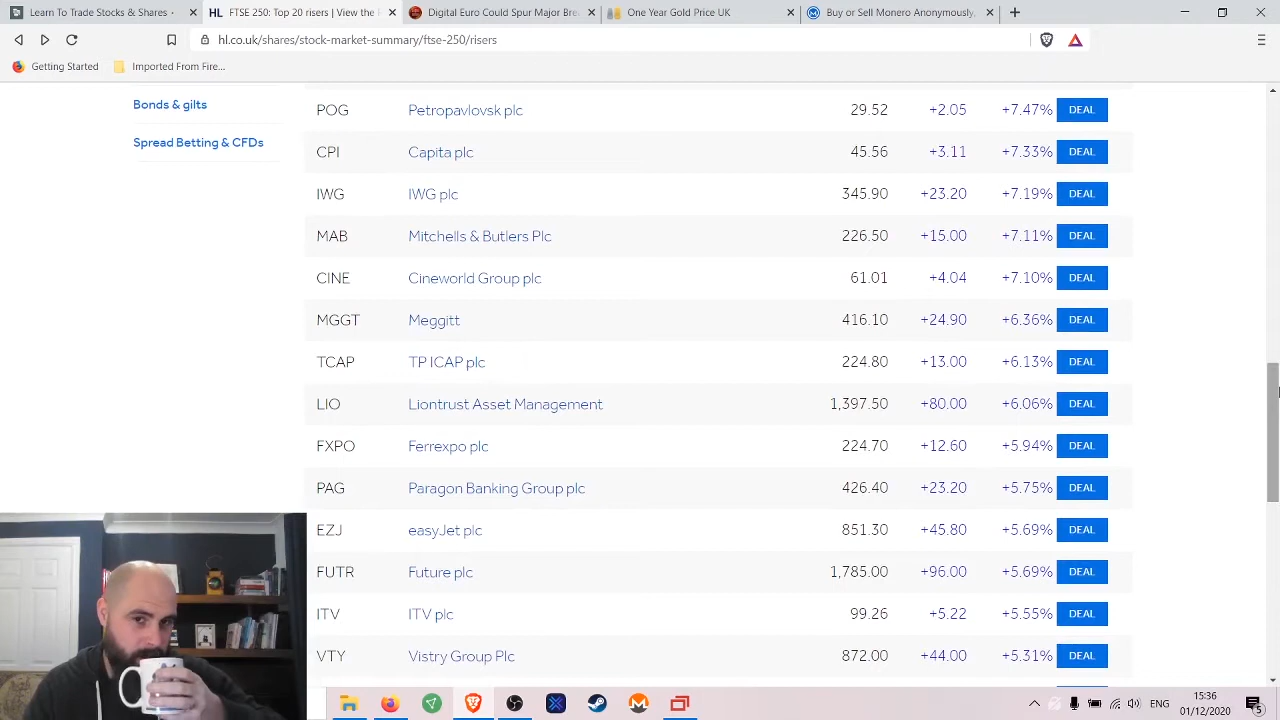 Learn To Trade Stocks & Shares -
HL FTSE 250: Top 20 risers | View the
Digital Euro Could Spur Major Bre
One Year Gold Price UK
Buy or Sell Monero Anonymously.
hl.co.uk/shares/stock-market-summary/ftse-250/risers
Getting Started Imported From Fire...
Bonds & gilts
Spread Betting & CFDs
POG Petropavlovsk plc 29.52 +2.05 +7.47% DEAL
CPI Capita plc 45.56 +3.11 +7.33% DEAL
IWG IWG plc 345.90 +23.20 +7.19% DEAL
MAB Mitchells & Butlers Plc 226.50 +15.00 +7.11% DEAL
CINE Cineworld Group plc 61.01 +4.04 +7.10% DEAL
MGGT Meggitt 416.10 +24.90 +6.36% DEAL
TCAP TP ICAP plc 224.80 +13.00 +6.13% DEAL
LIO Liontrust Asset Management 1,397.50 +80.00 +6.06% DEAL
FXPO Ferrexpo plc 224.70 +12.60 +5.94% DEAL
PAG Paragon Banking Group plc 426.40 +23.20 +5.75% DEAL
EZJ easyJet plc 851.30 +45.80 +5.69% DEAL
FUTR Future plc 1,785.00 +96.00 +5.69% DEAL
ITV ITV plc 99.26 +5.22 +5.55% DEAL
VTY Vistry Group Plc 872.00 +44.00 +5.31% DEAL
15:36
01/12/2020
5